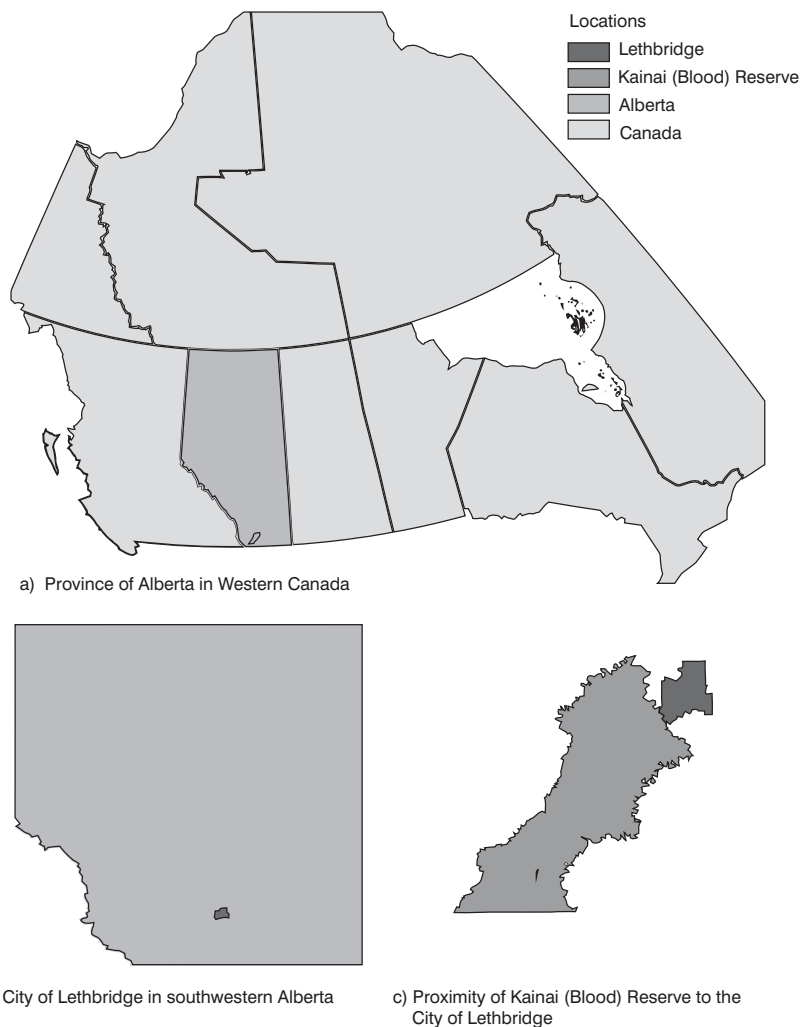 Locations
Lethbridge
Kainai (Blood) Reserve
Alberta
Canada
a) Province of Alberta in Western Canada
City of Lethbridge in southwestern Alberta
c) Proximity of Kainai (Blood) Reserve to the
City of Lethbridge